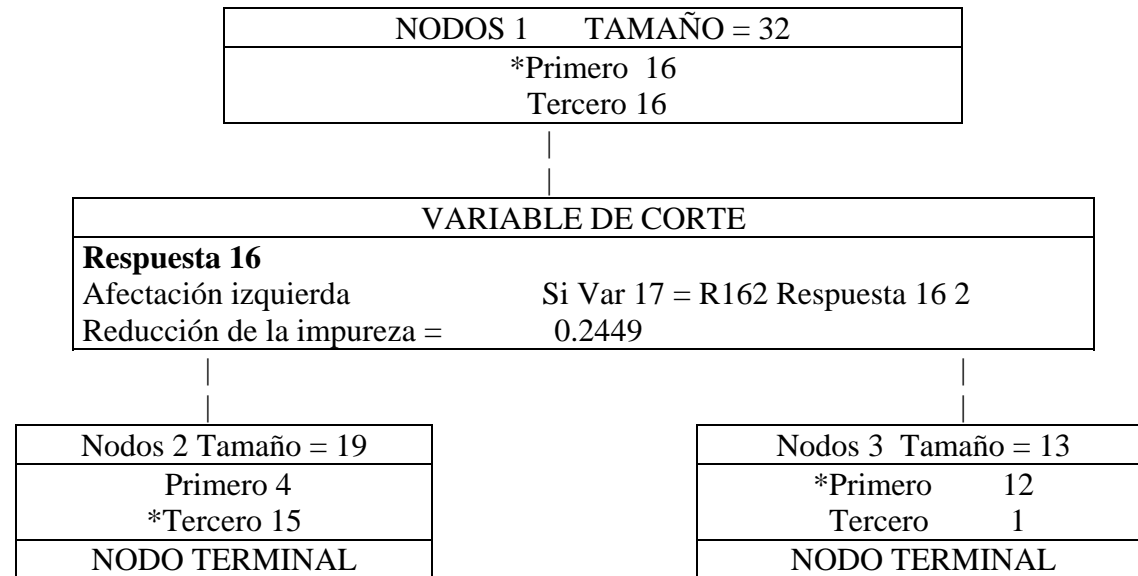 NODOS 1 TAMAÑO = 32
*Primero 16
Tercero 16
VARIABLE DE CORTE
Respuesta 16
Afectación izquierda Si Var 17 = R162 Respuesta 16 2
Reducción de la impureza = 0.2449
Nodos 2 Tamaño = 19
Primero 4
*Tercero 15
NODO TERMINAL
Nodos 3 Tamaño = 13
*Primero 12
Tercero 1
NODO TERMINAL